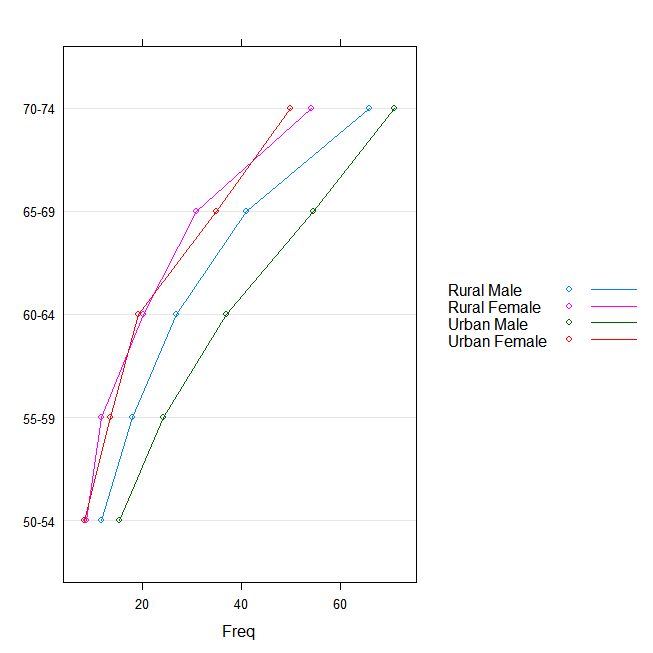 70-74
65-69
60-64
55-59
50-54
20 40 60
Freq
Rural Male
Rural Female
Urban Male
Urban Female